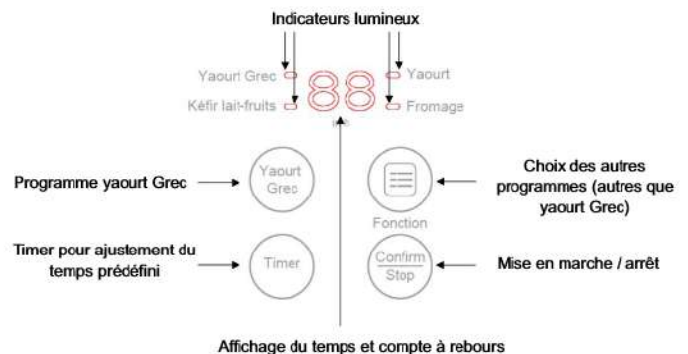 Indicateurs lumineux
Yaourt Grec 88 Yaourt
Kéfir lait-fruits Fromage
Programme yaourt Grec
Yaourt
Grec
Choix des autres
programmes (autres que
yaourt Grec)
Fonction
Timer pour ajustement du
temps prédéfini
Timer
Confirm
Stop
Mise en marche / arrêt
Affichage du temps et compte à rebours